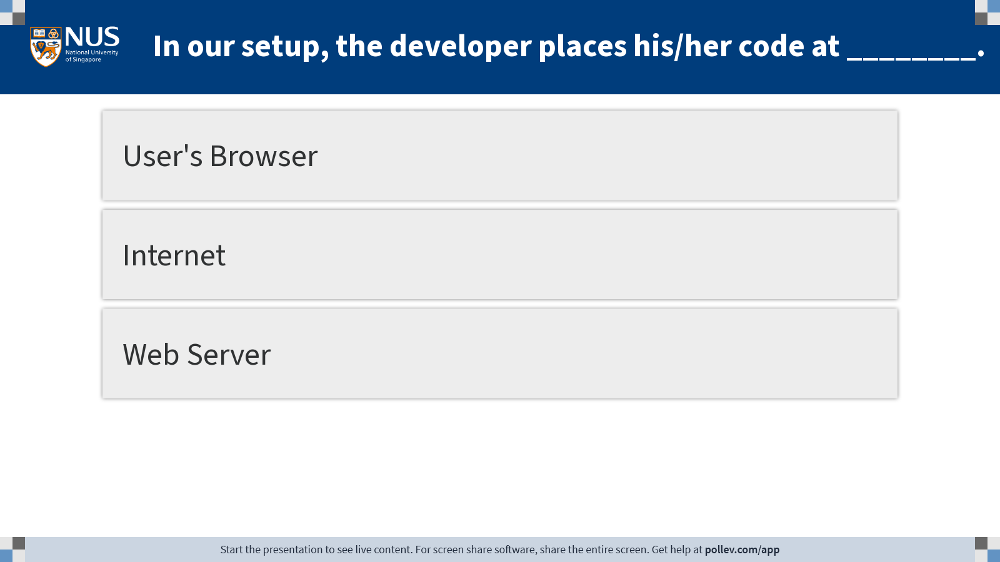 NUS
National University
of Singapore
In our setup, the developer places his/her code at ________.
User's Browser
Internet
Web Server
Start the presentation to see live content. For screen share software, share the entire screen. Get help at pollev.com/app